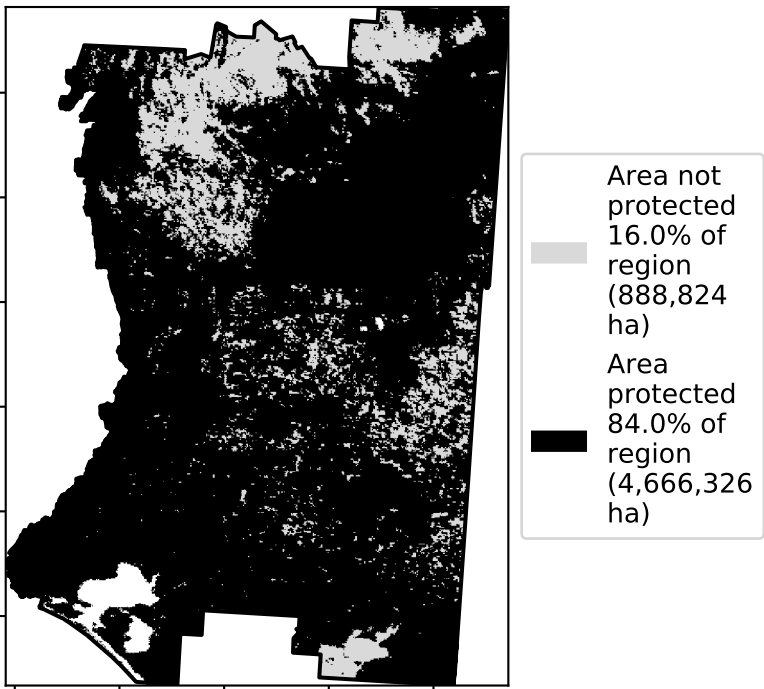 Area not
protected
16.0% of
region
(888,824
ha)
Area
protected
84.0% of
region
(4,666,326
ha)